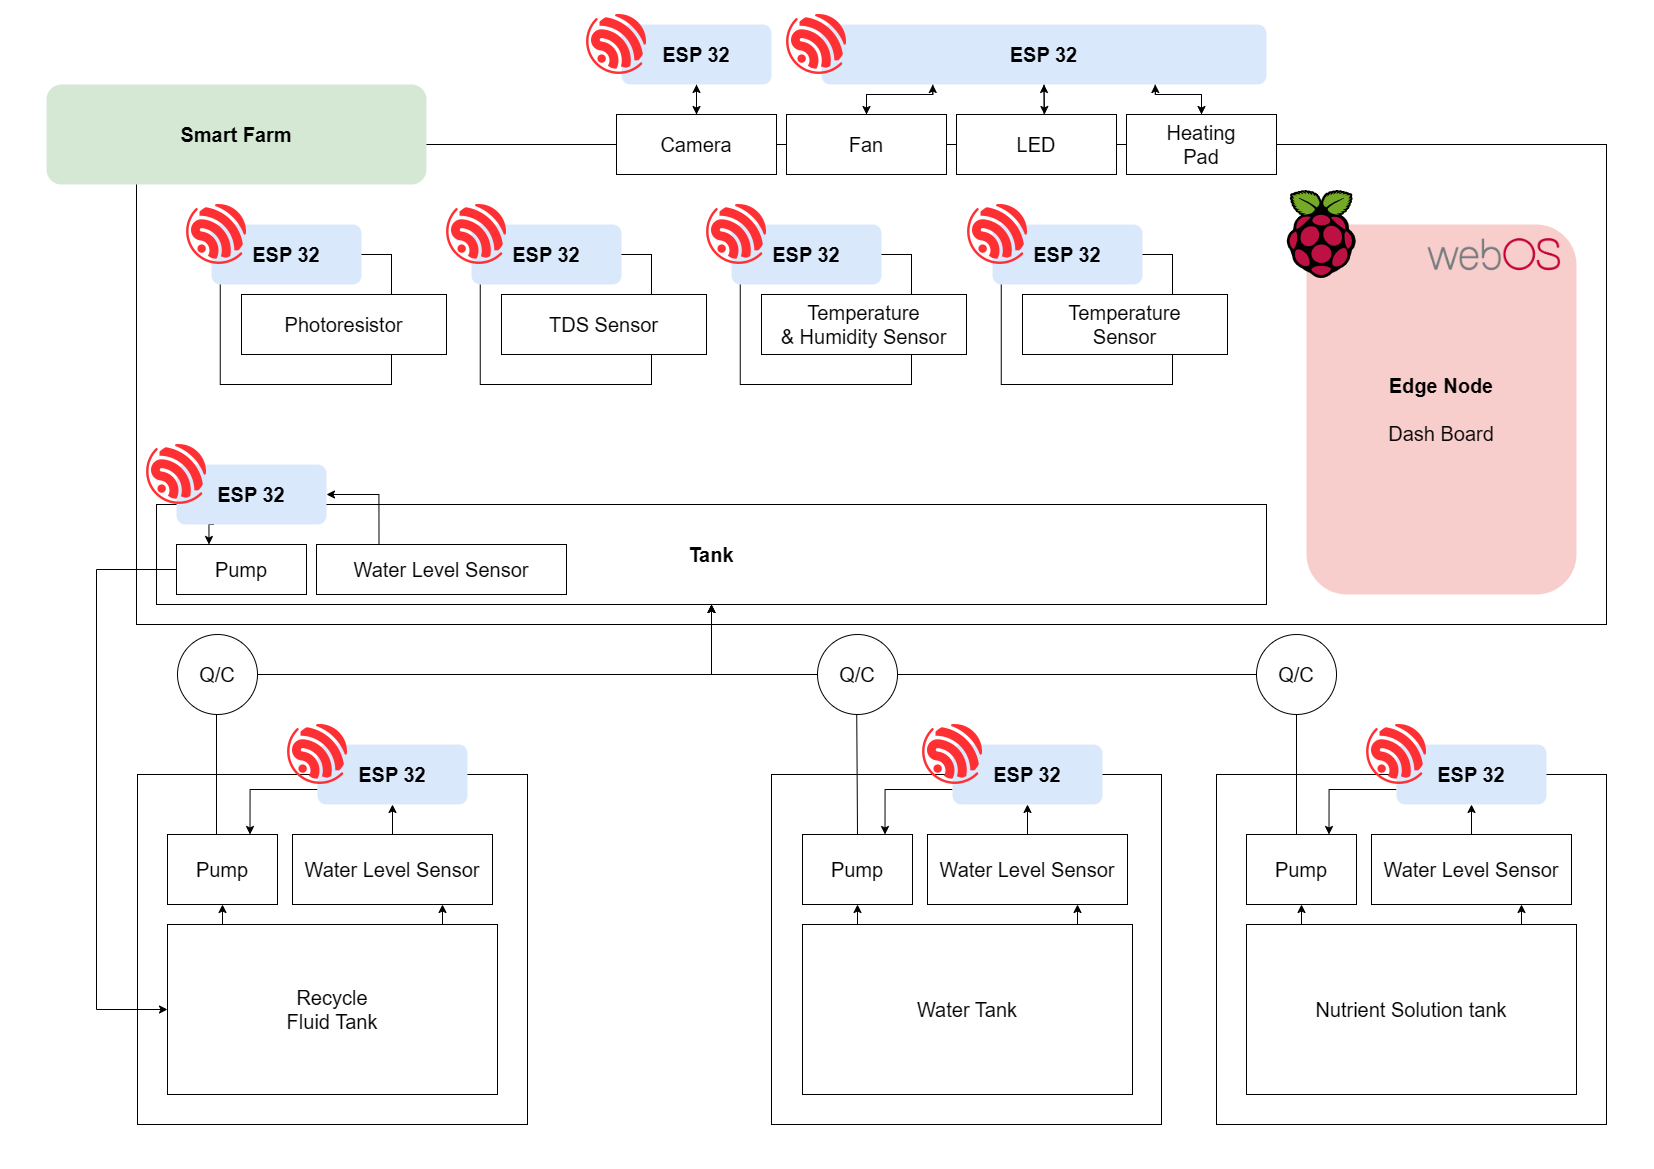 ESP 32
ESP 32
Smart Farm
Camera
Fan
LED
Heating
Pad
ESP 32
ESP 32
ESP 32
ESP 32
webOS
Photoresistor
TDS Sensor
Temperature
& Humidity Sensor
Temperature
Sensor
Edge Node
Dash Board
ESP 32
Tank
Pump
Water Level Sensor
Q/C
Q/C
Q/C
ESP 32
ESP 32
ESP 32
Pump
Water Level Sensor
Pump
Water Level Sensor
Pump
Water Level Sensor
Recycle
Fluid Tank
Water Tank
Nutrient Solution tank